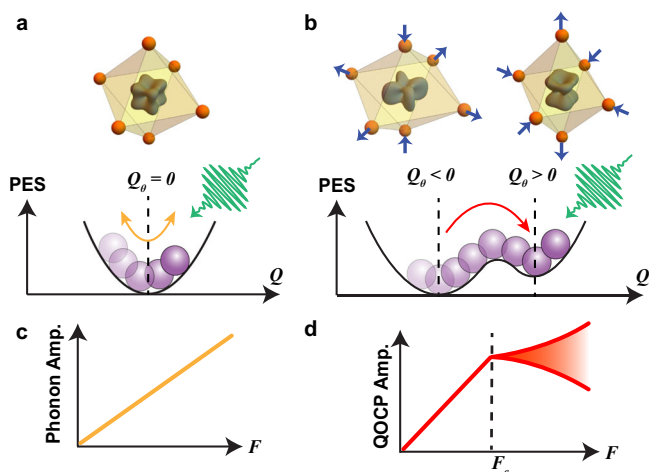 a
b
Q_θ = 0
Q_θ < 0
Q_θ > 0
PES
Q
PES
Q
c
d
Phonon Amp.
F
QOCP Amp.
F
F_c